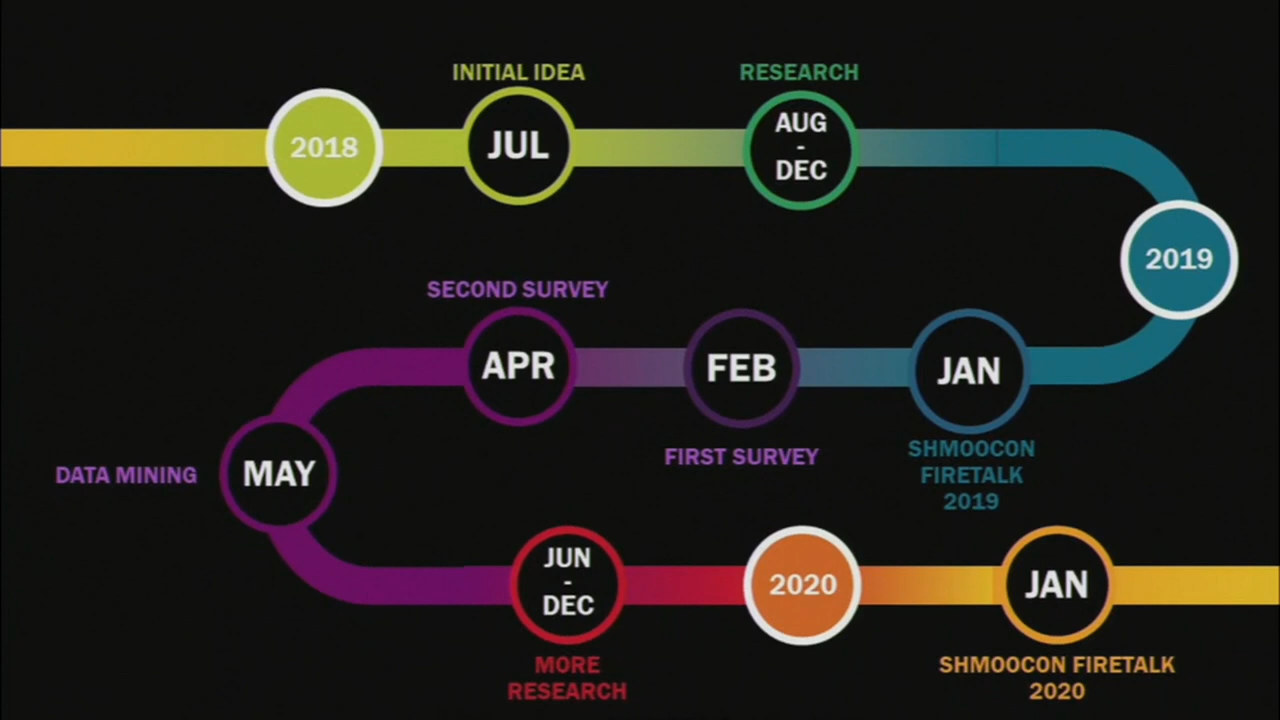 INITIAL IDEA
RESEARCH
2018
JUL
AUG
-
DEC
2019
SECOND SURVEY
APR
FEB
JAN
FIRST SURVEY
SHMOOCON
FIRETALK
2019
DATA MINING
MAY
JUN
-
DEC
2020
JAN
MORE
RESEARCH
SHMOOCON FIRETALK
2020